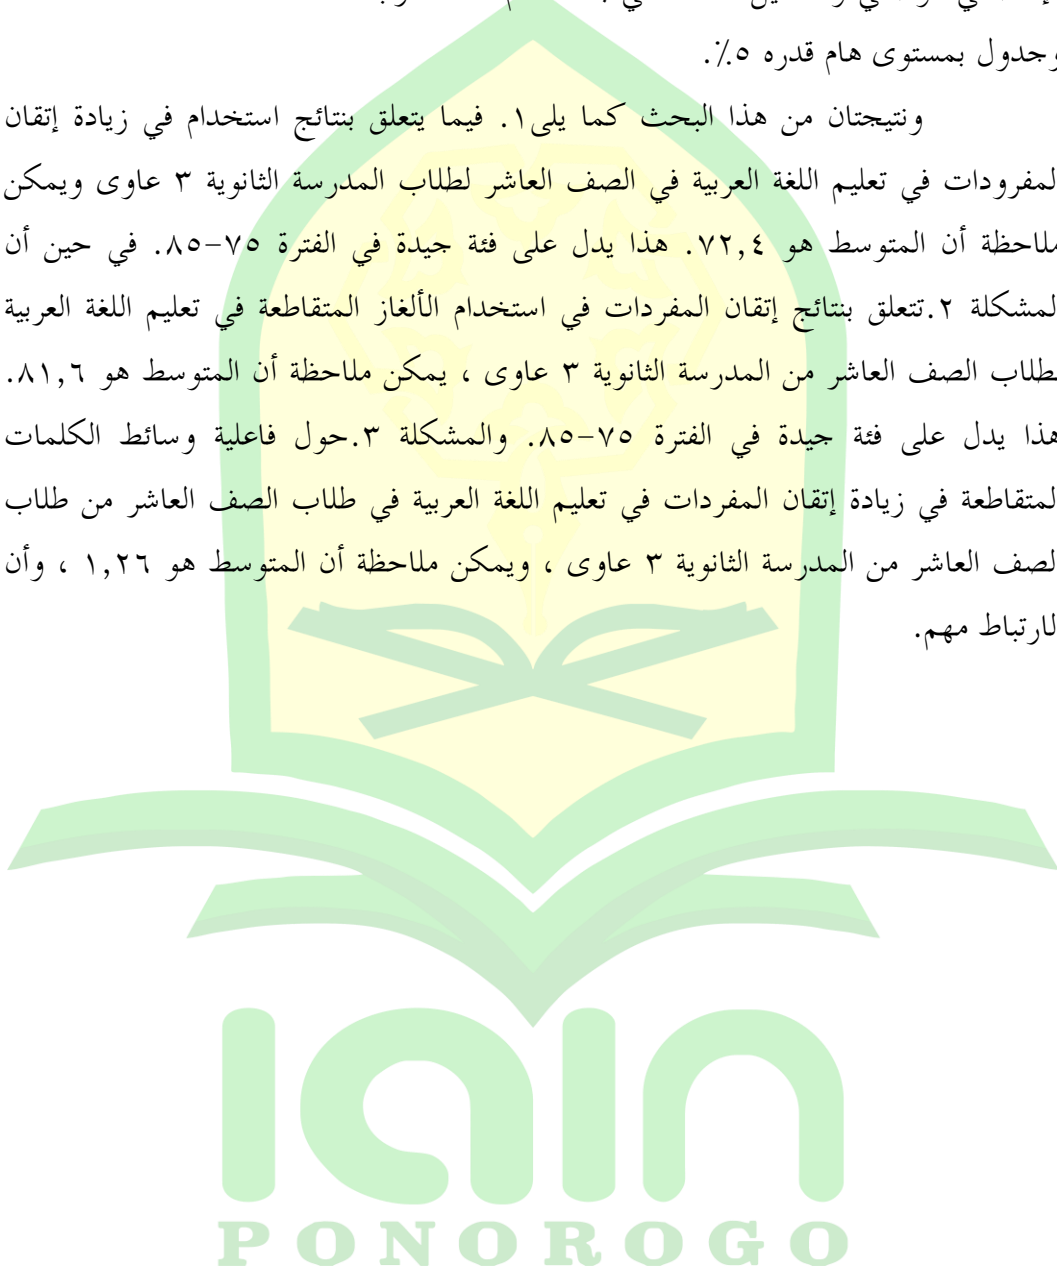 وجدول بمستوى هام قدره ٥٪.
ونتيجتان من هذا البحث كما يلى١. فيما يتعلق بنتائج استخدام في زيادة إتقان
لمفرودات في تعليم اللغة العربية في الصف العاشر لطلاب المدرسة الثانوية ٣ عاوى ويمكن
ملاحظة أن المتوسط هو ٧٢,٤. هذا يدل على فئة جيدة في الفترة ٧٥-٨٥. في حين أن
لمشكلة ٢.تتعلق بنتائج إتقان المفردات في استخدام الألغاز المتقاطعة في تعليم اللغة العربية
لطلاب الصف العاشر من المدرسة الثانوية ٣ عاوى ، يمكن ملاحظة أن المتوسط هو ٨١,٦.
هذا يدل على فئة جيدة في الفترة ٧٥-٨٥. والمشكلة ٣.حول فاعلية وسائط الكلمات
لمتقاطعة في زيادة إتقان المفردات في تعليم اللغة العربية في طلاب الصف العاشر من طلاب
لصف العاشر من المدرسة الثانوية ٣ عاوى ، ويمكن ملاحظة أن المتوسط هو ١,٢٦ ، وأن
لارتباط مهم.
iain
PONOROGO